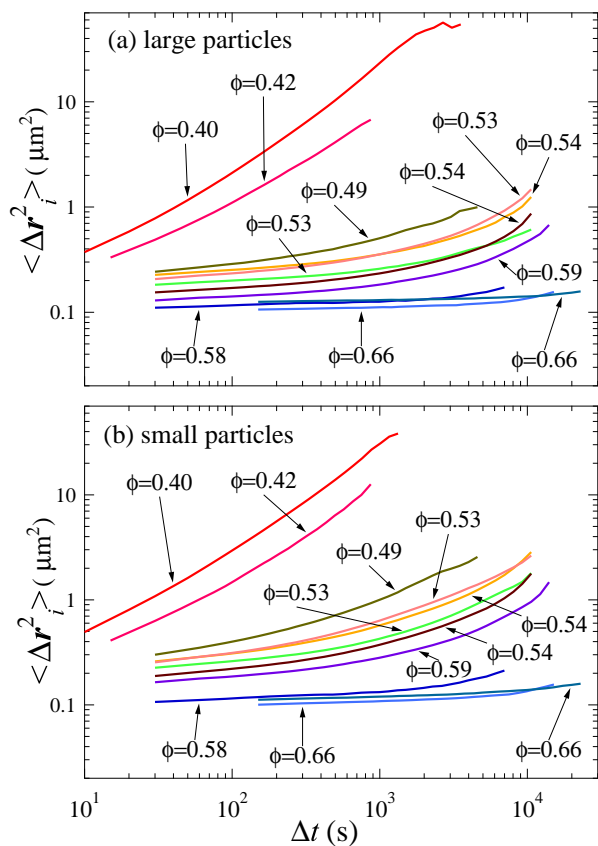 (a) large particles
φ=0.42
φ=0.40
φ=0.53
φ=0.54
φ=0.54
φ=0.49
φ=0.53
φ=0.59
φ=0.58
φ=0.66
φ=0.66
10
1
0.1
<Δr²ᵢ> ( μm²)
(b) small particles
φ=0.40
φ=0.42
φ=0.53
φ=0.49
φ=0.53
φ=0.54
φ=0.54
φ=0.59
φ=0.58
φ=0.66
φ=0.66
10
1
0.1
<Δr²ᵢ> ( μm²)
10¹ 10² 10³ 10⁴
Δt (s)